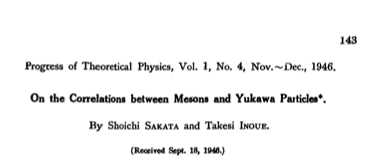 143
Progress of Theoretical Physics, Vol. 1, No. 4, Nov.~Dec., 1946.
On the Correlations between Mesons and Yukawa Particles*.
By Shoichi SAKATA and Takesi INOUE.
(Received Sept. 18, 1946.)